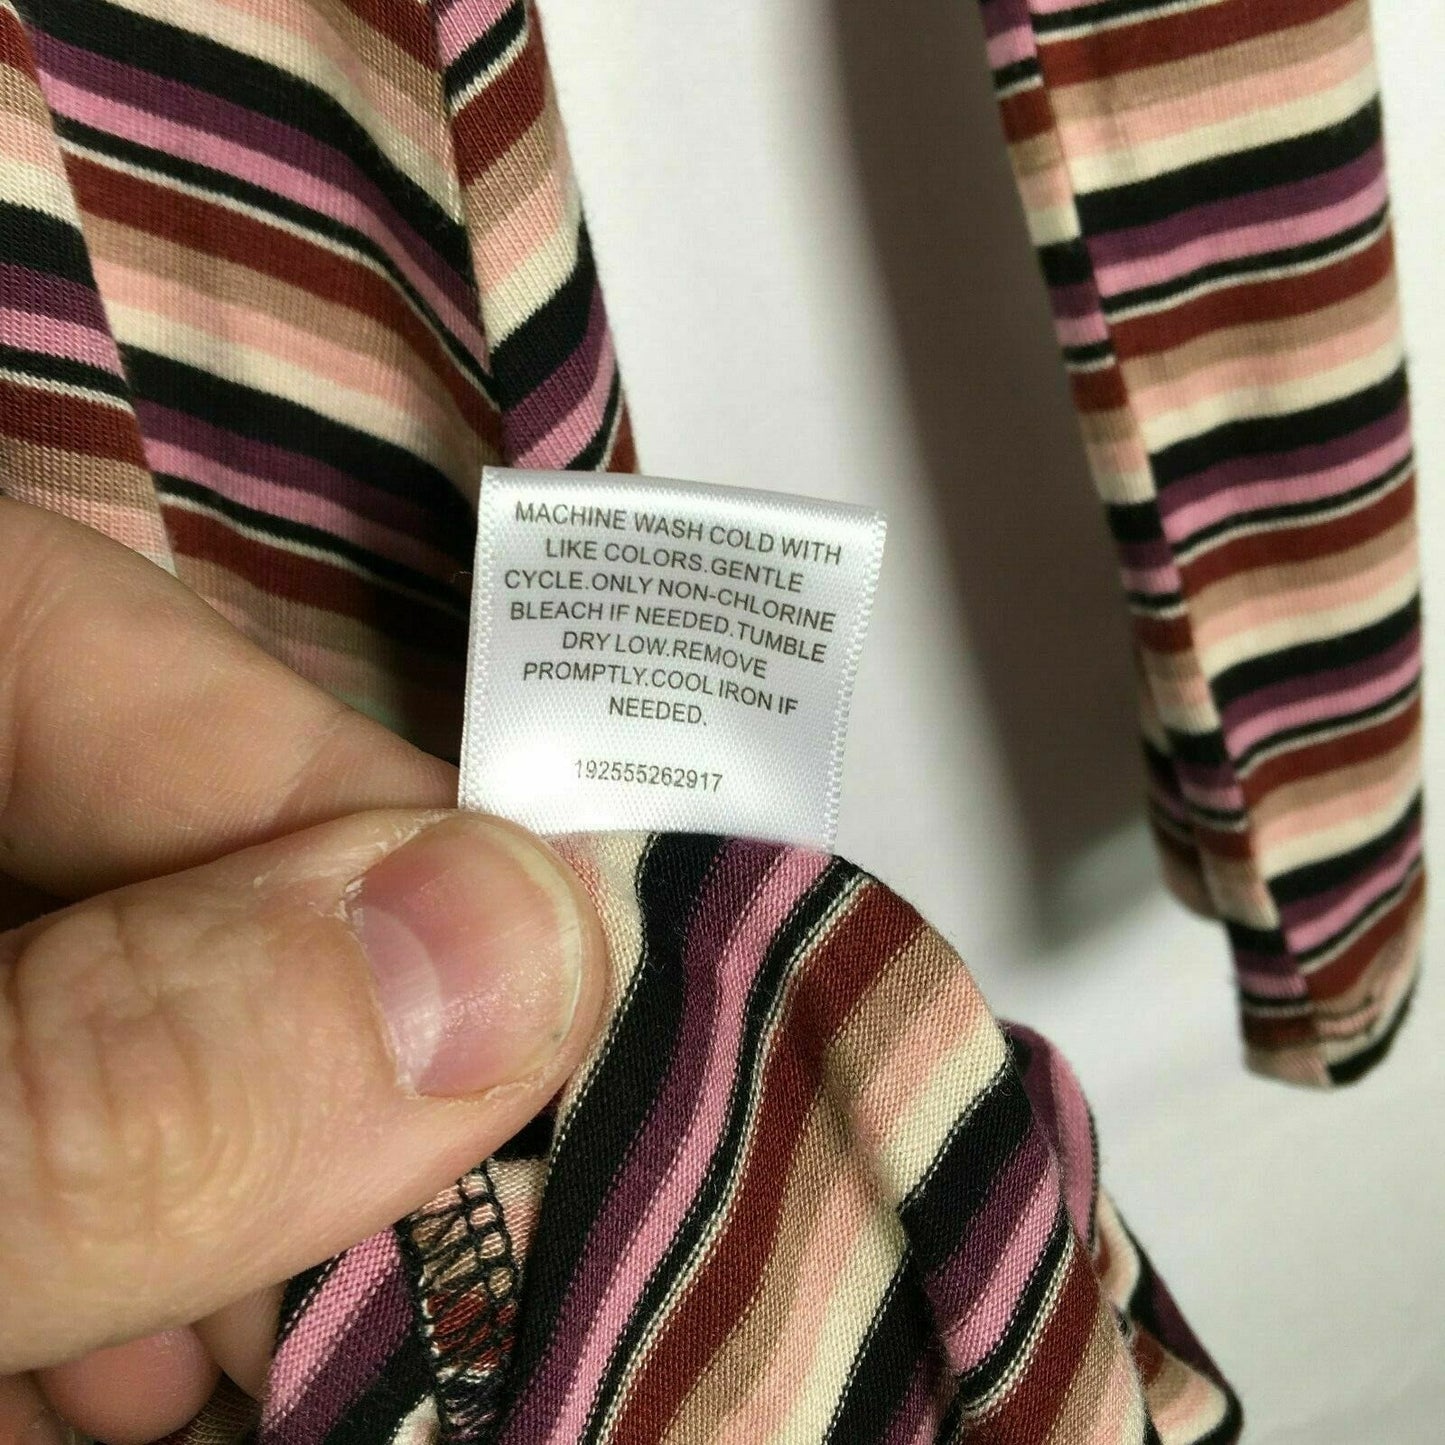 MACHINE WASH COLD WITH
LIKE COLORS.GENTLE
CYCLE.ONLY NON-CHLORINE
BLEACH IF NEEDED.TUMBLE
DRY LOW.REMOVE
PROMPTLY.COOL IRON IF
NEEDED.
192555262917